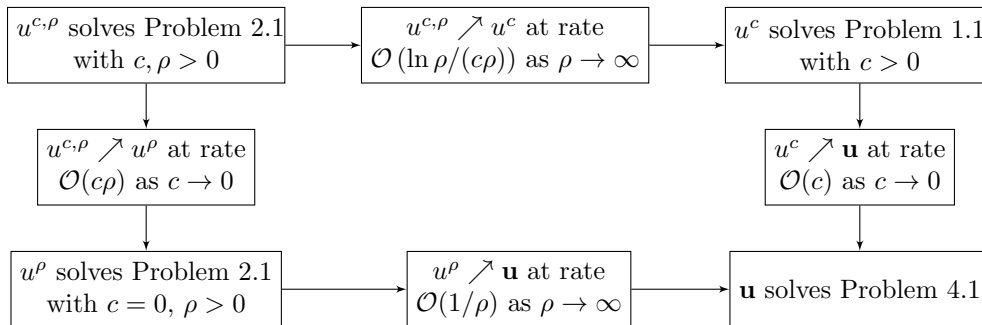 u^{c,ρ} solves Problem 2.1
with c, ρ > 0
u^{c,ρ} ↗ u^c at rate
𝒪 (ln ρ/(cρ)) as ρ → ∞
u^c solves Problem 1.1
with c > 0
u^{c,ρ} ↗ u^ρ at rate
𝒪(cρ) as c → 0
u^c ↗ 𝐮 at rate
𝒪(c) as c → 0
u^ρ solves Problem 2.1
with c = 0, ρ > 0
u^ρ ↗ 𝐮 at rate
𝒪(1/ρ) as ρ → ∞
𝐮 solves Problem 4.1